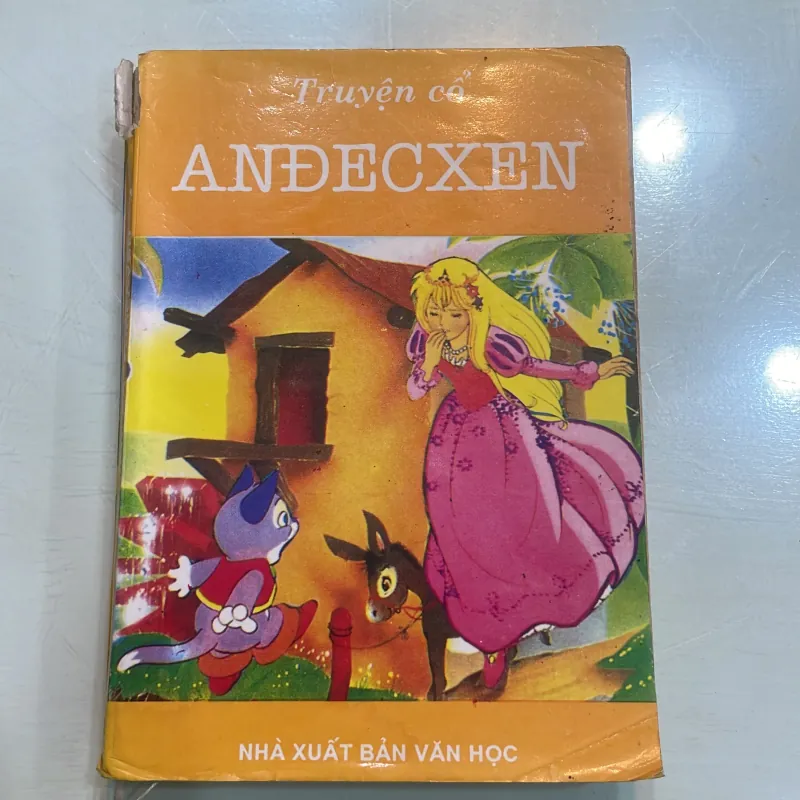 Truyện cổ
ANĐECXEN
NHÀ XUẤT BẢN VĂN HỌC